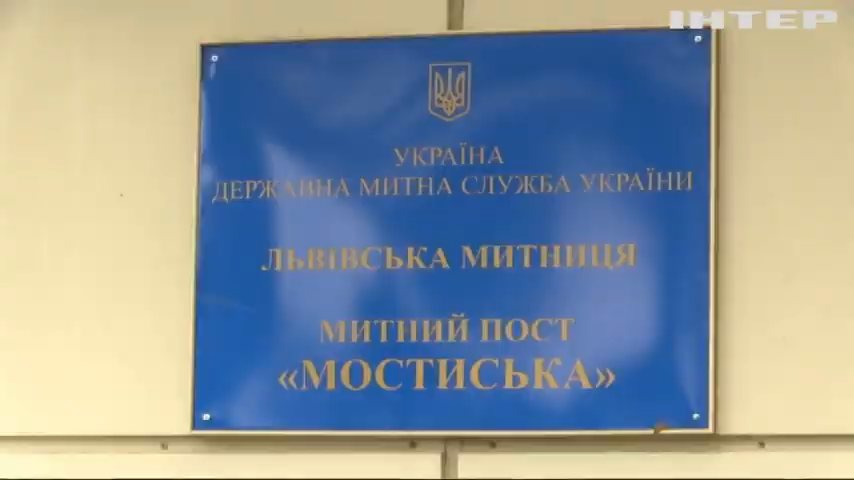 ІНТЕР
УКРАЇНА
ДЕРЖАВНА МИТНА СЛУЖБА УКРАЇНИ
ЛЬВІВСЬКА МИТНИЦЯ
МИТНИЙ ПОСТ
«МОСТИСЬКА»